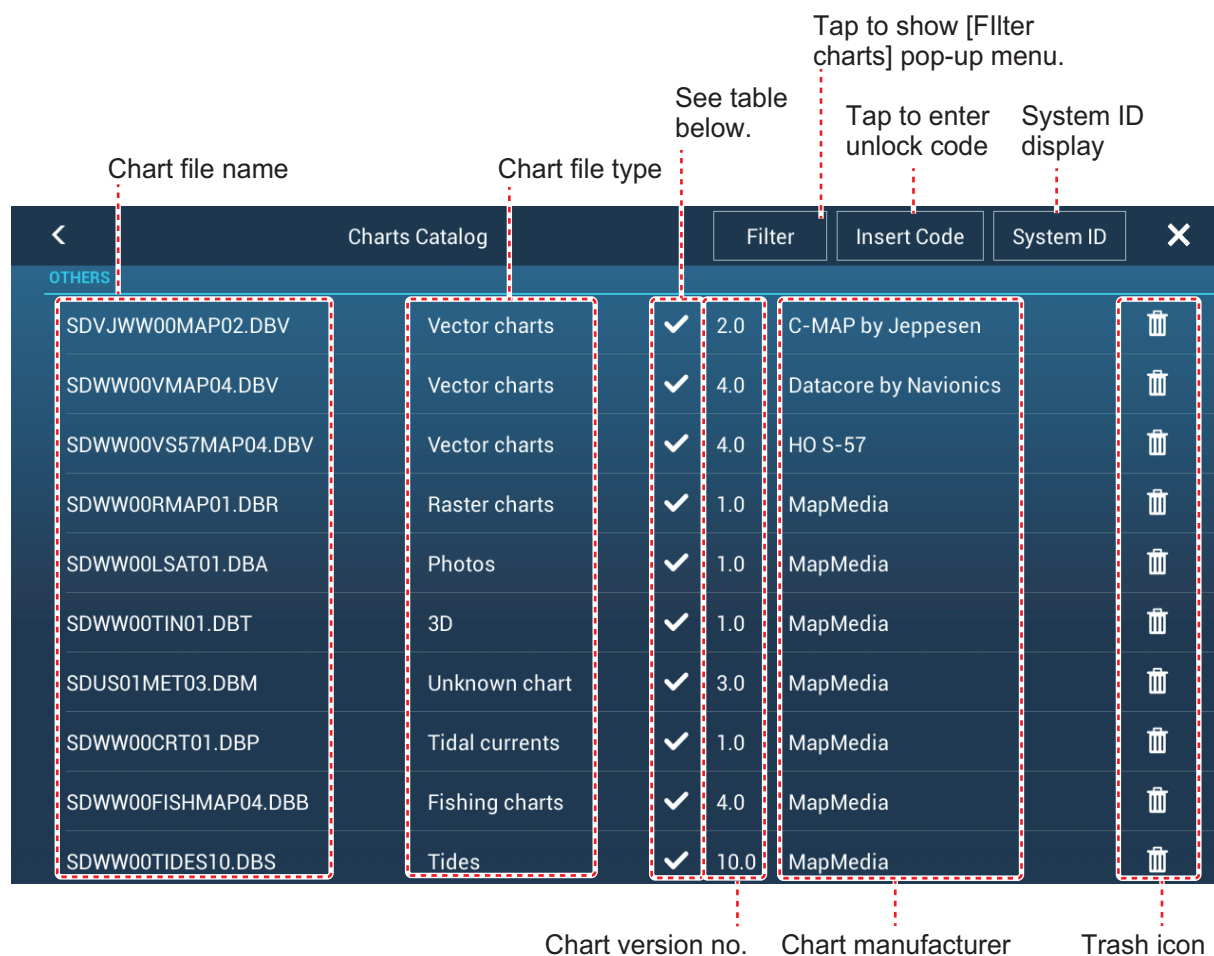 Tap to show [FIlter
charts] pop-up menu.
See table
below.
Tap to enter
unlock code
System ID
display
Chart file name
Chart file type
Charts Catalog
Filter
Insert Code
System ID
OTHERS
SDVJWW00MAP02.DBV Vector charts 2.0 C-MAP by Jeppesen
SDWW00VMAP04.DBV Vector charts 4.0 Datacore by Navionics
SDWW00VS57MAP04.DBV Vector charts 4.0 HO S-57
SDWW00RMAP01.DBR Raster charts 1.0 MapMedia
SDWW00LSAT01.DBA Photos 1.0 MapMedia
SDWW00TIN01.DBT 3D 1.0 MapMedia
SDUS01MET03.DBM Unknown chart 3.0 MapMedia
SDWW00CRT01.DBP Tidal currents 1.0 MapMedia
SDWW00FISHMAP04.DBB Fishing charts 4.0 MapMedia
SDWW00TIDES10.DBS Tides 10.0 MapMedia
Chart version no.
Chart manufacturer
Trash icon